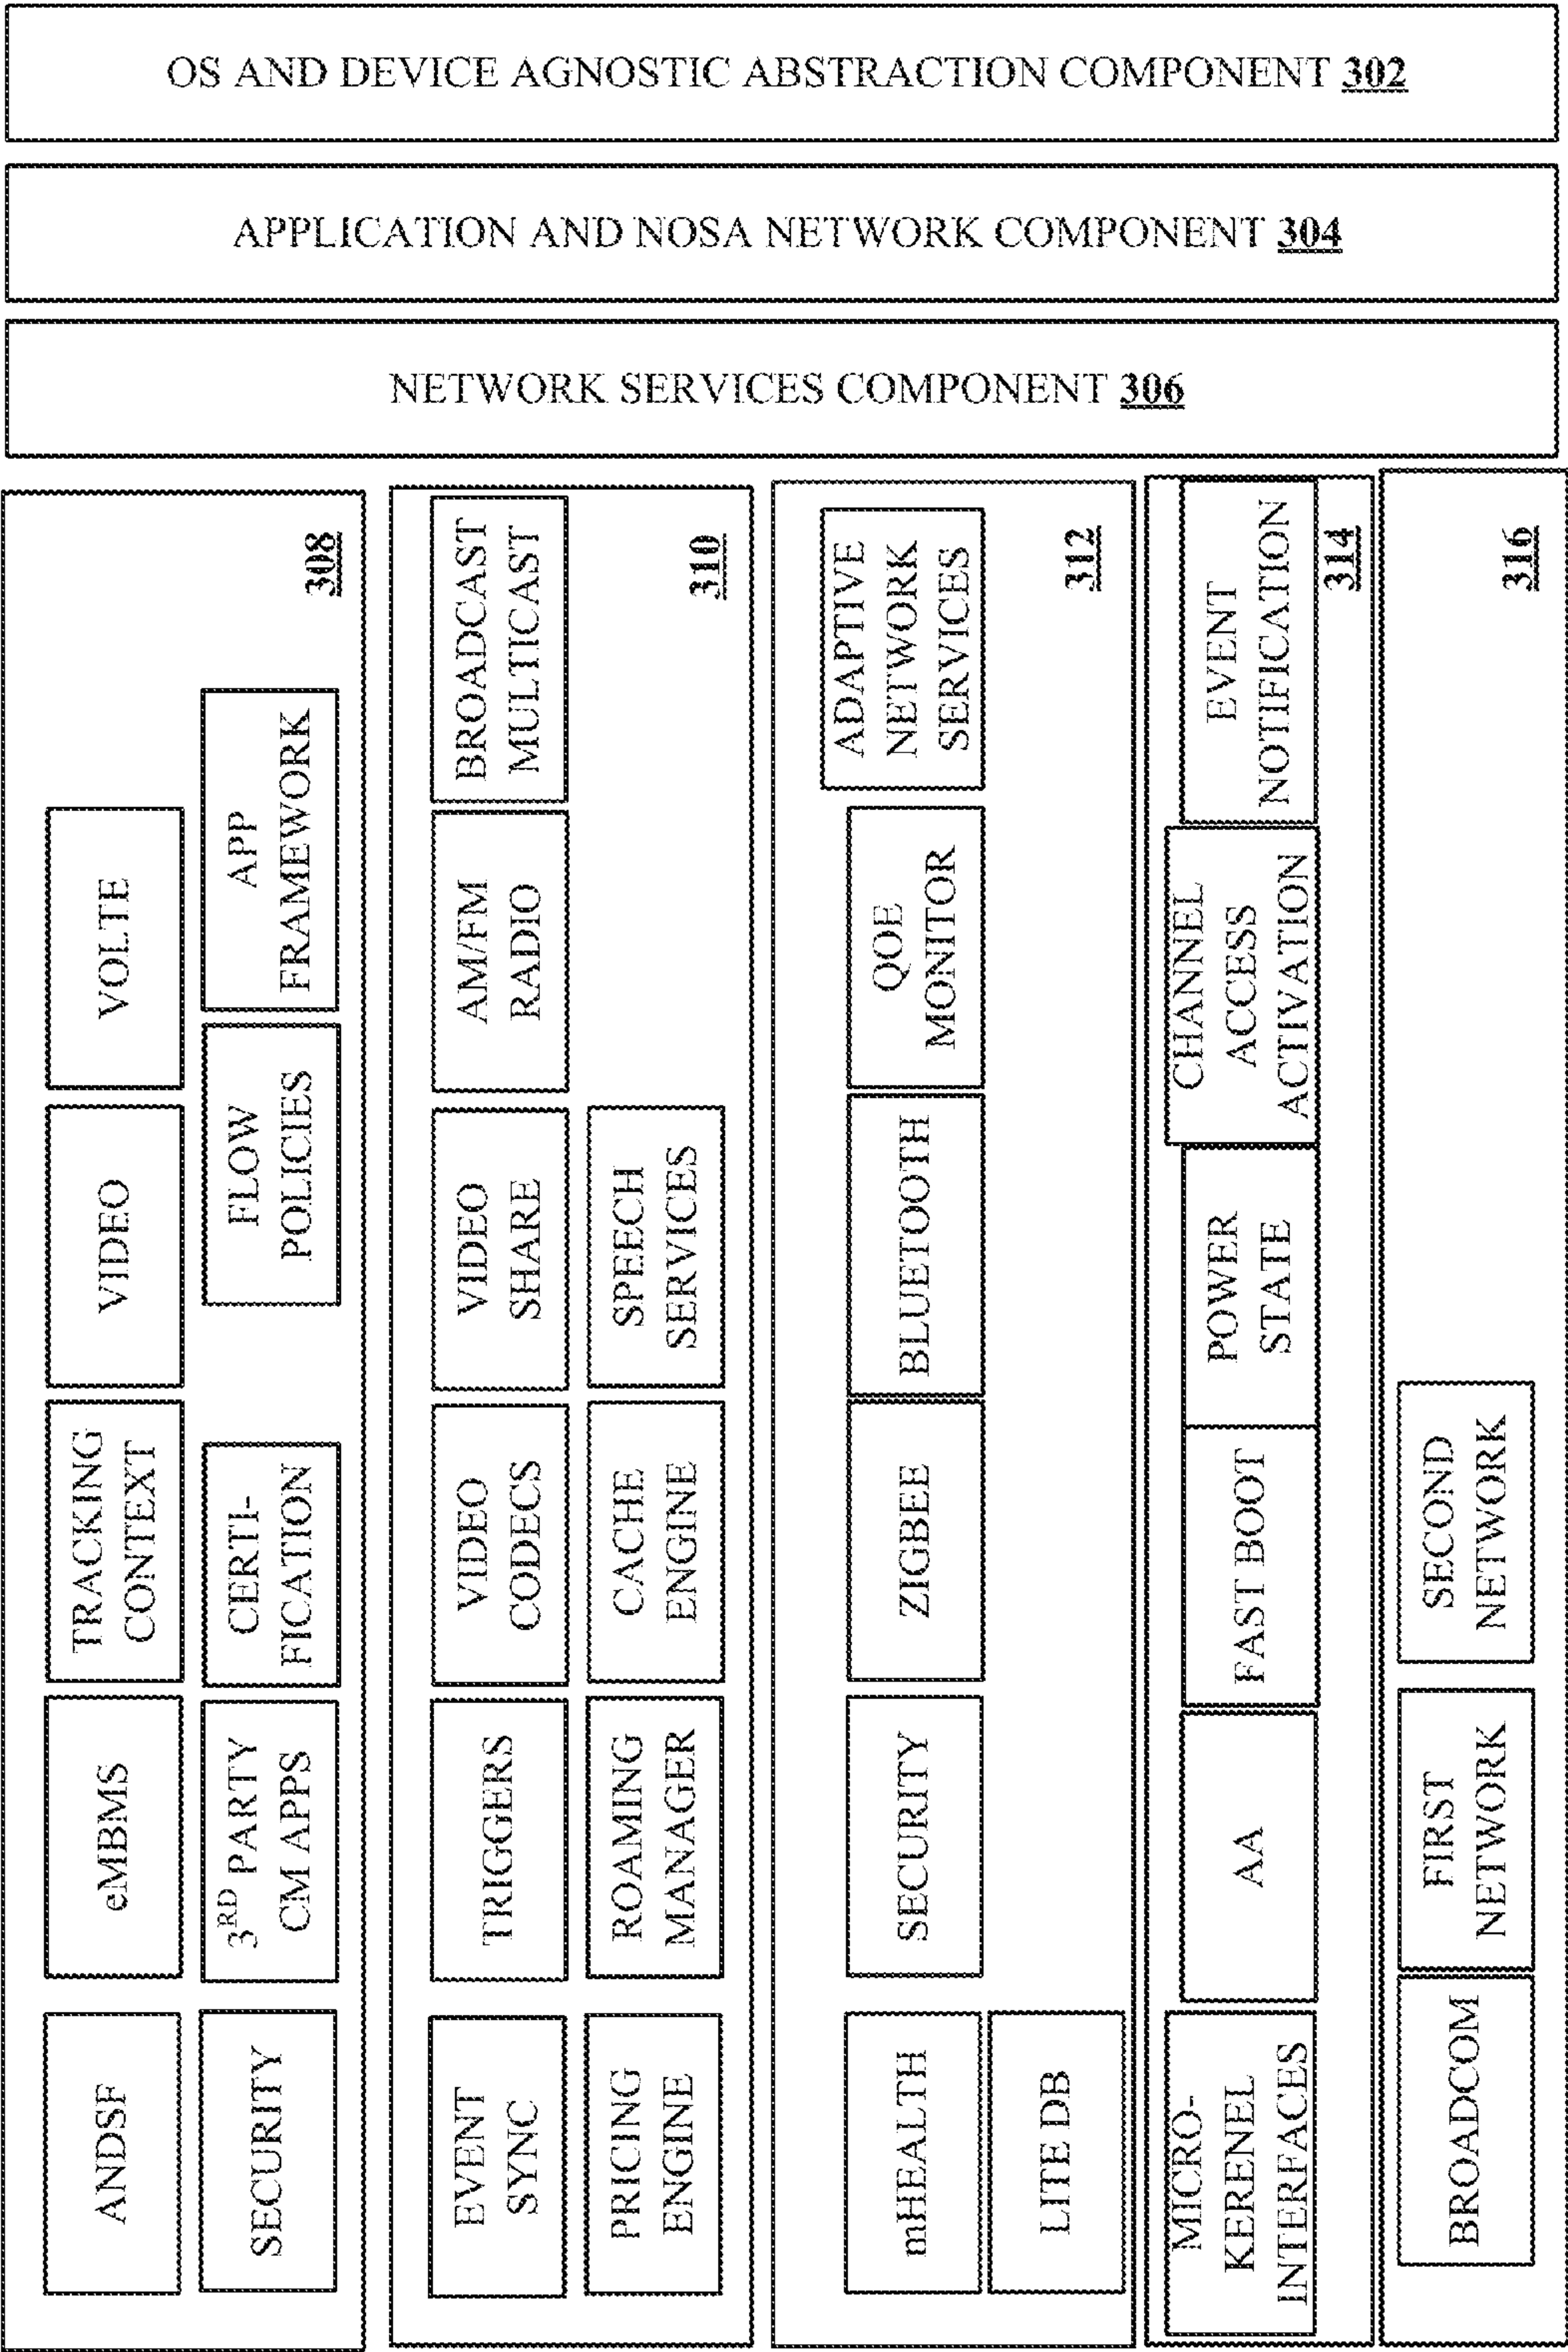 OS AND DEVICE AGNOSTIC ABSTRACTION COMPONENT 302
APPLICATION AND NOSA NETWORK COMPONENT 304
NETWORK SERVICES COMPONENT 306
308
ANDSF
eMBMS
TRACKING
CONTEXT
VIDEO
VOLTE
SECURITY
3RD PARTY
CM APPS
CERTI-
FICATION
FLOW
POLICIES
APP
FRAMEWORK
310
EVENT
SYNC
TRIGGERS
VIDEO
CODECS
VIDEO
SHARE
AM/FM
RADIO
BROADCAST
MULTICAST
PRICING
ENGINE
ROAMING
MANAGER
CACHE
ENGINE
SPEECH
SERVICES
312
mHEALTH
SECURITY
ZIGBEE
BLUETOOTH
QOE
MONITOR
ADAPTIVE
NETWORK
SERVICES
LITE DB
314
MICRO-
KERENEL
INTERFACES
AA
FAST BOOT
POWER
STATE
CHANNEL
ACCESS
ACTIVATION
EVENT
NOTIFICATION
316
BROADCOM
FIRST
NETWORK
SECOND
NETWORK